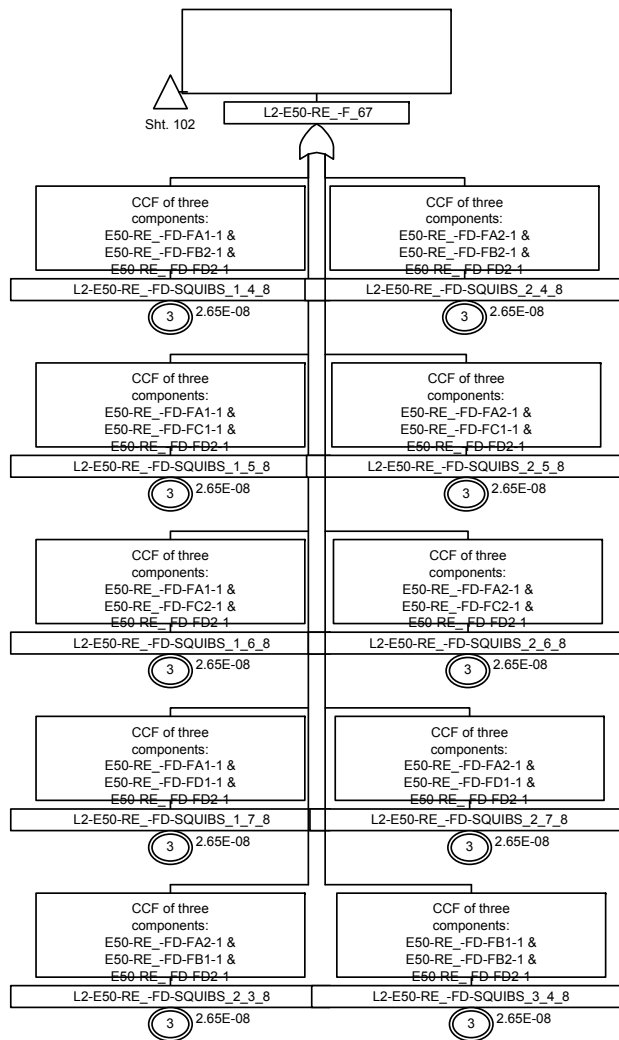 Sht. 102
L2-E50-RE_-F_67
CCF of three
components:
E50-RE_-FD-FA1-1 &
E50-RE_-FD-FB2-1 &
E50-RE_-FD-FD2-1
L2-E50-RE_-FD-SQUIBS_1_4_8
3
2.65E-08
CCF of three
components:
E50-RE_-FD-FA2-1 &
E50-RE_-FD-FB2-1 &
E50-RE_-FD-FD2-1
L2-E50-RE_-FD-SQUIBS_2_4_8
3
2.65E-08
CCF of three
components:
E50-RE_-FD-FA1-1 &
E50-RE_-FD-FC1-1 &
E50-RE_-FD-FD2-1
L2-E50-RE_-FD-SQUIBS_1_5_8
3
2.65E-08
CCF of three
components:
E50-RE_-FD-FA2-1 &
E50-RE_-FD-FC1-1 &
E50-RE_-FD-FD2-1
L2-E50-RE_-FD-SQUIBS_2_5_8
3
2.65E-08
CCF of three
components:
E50-RE_-FD-FA1-1 &
E50-RE_-FD-FC2-1 &
E50-RE_-FD-FD2-1
L2-E50-RE_-FD-SQUIBS_1_6_8
3
2.65E-08
CCF of three
components:
E50-RE_-FD-FA2-1 &
E50-RE_-FD-FC2-1 &
E50-RE_-FD-FD2-1
L2-E50-RE_-FD-SQUIBS_2_6_8
3
2.65E-08
CCF of three
components:
E50-RE_-FD-FA1-1 &
E50-RE_-FD-FD1-1 &
E50-RE_-FD-FD2-1
L2-E50-RE_-FD-SQUIBS_1_7_8
3
2.65E-08
CCF of three
components:
E50-RE_-FD-FA2-1 &
E50-RE_-FD-FD1-1 &
E50-RE_-FD-FD2-1
L2-E50-RE_-FD-SQUIBS_2_7_8
3
2.65E-08
CCF of three
components:
E50-RE_-FD-FA2-1 &
E50-RE_-FD-FB1-1 &
E50-RE_-FD-FD2-1
L2-E50-RE_-FD-SQUIBS_2_3_8
3
2.65E-08
CCF of three
components:
E50-RE_-FD-FB1-1 &
E50-RE_-FD-FB2-1 &
E50-RE_-FD-FD2-1
L2-E50-RE_-FD-SQUIBS_3_4_8
3
2.65E-08